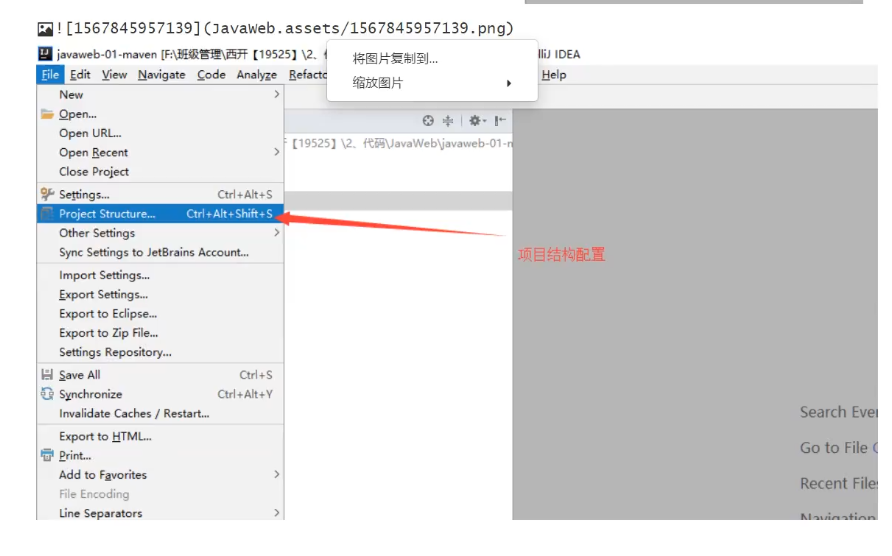 ![1567845957139](JavaWeb.assets/1567845957139.png)
javaweb-01-maven [F:\班级管理\西开【19525】\2、 IDEA
将图片复制到...
缩放图片
File Edit View Navigate Code Analyze Help
New
Open...
Open URL...
Open Recent
Close Project
【19525】\2、代码\JavaWeb\javaweb-01-
Settings... Ctrl+Alt+S
Project Structure... Ctrl+Alt+Shift+S
Other Settings
Sync Settings to JetBrains Account...
项目结构配置
Import Settings...
Export Settings...
Export to Eclipse...
Export to Zip File...
Settings Repository...
Save All Ctrl+S
Synchronize Ctrl+Alt+Y
Invalidate Caches / Restart...
Export to HTML...
Print...
Add to Favorites
File Encoding
Line Separators
Search Ever
Go to File
Recent Files
Navigation